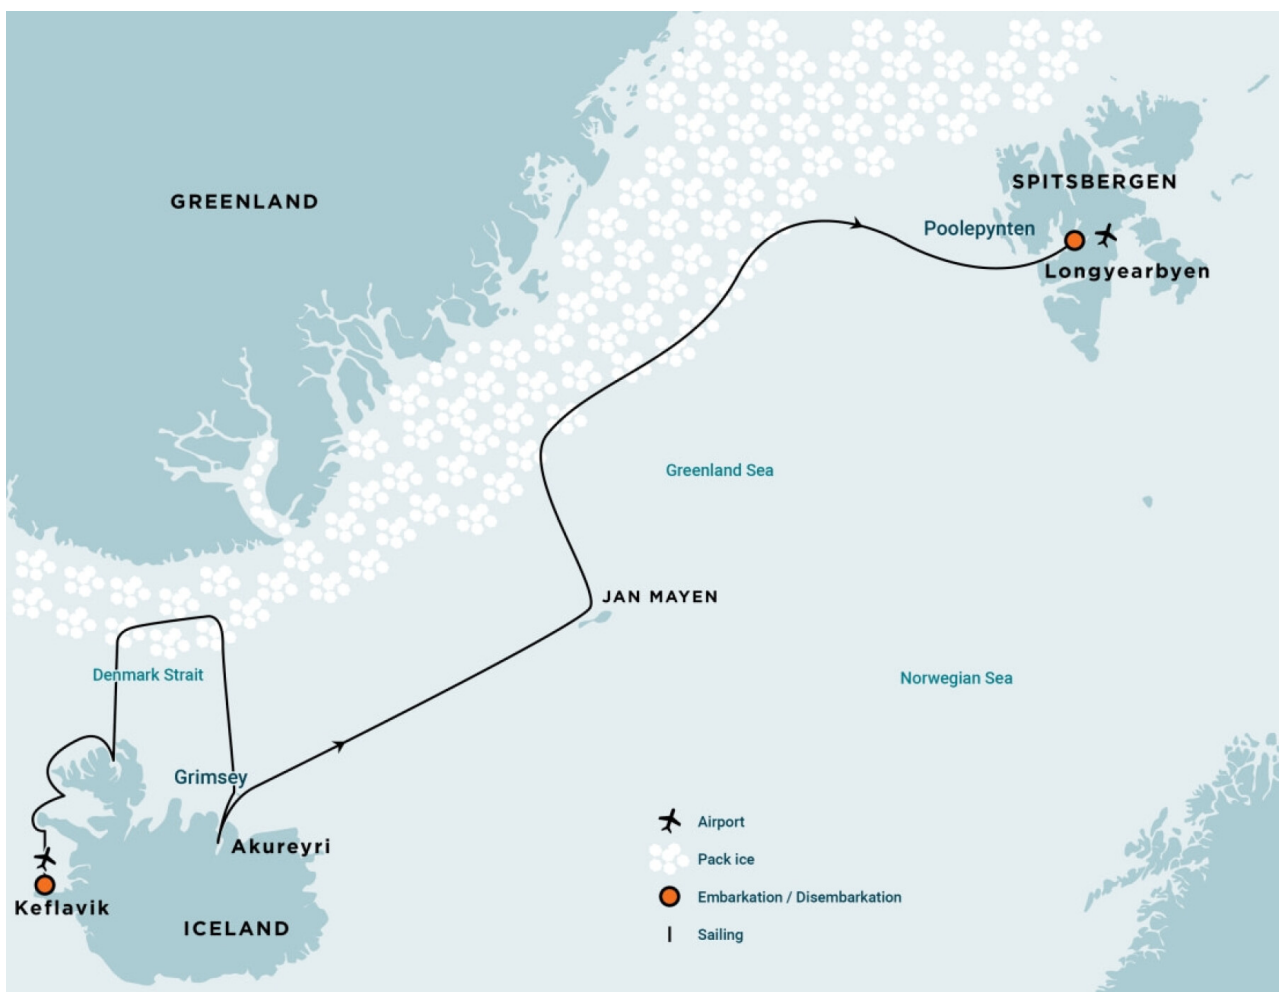 GREENLAND
SPITSBERGEN
Poolepynten
Longyearbyen
Greenland Sea
JAN MAYEN
Denmark Strait
Norwegian Sea
Grimsey
Akureyri
Keflavik
ICELAND
Airport
Pack ice
Embarkation / Disembarkation
Sailing